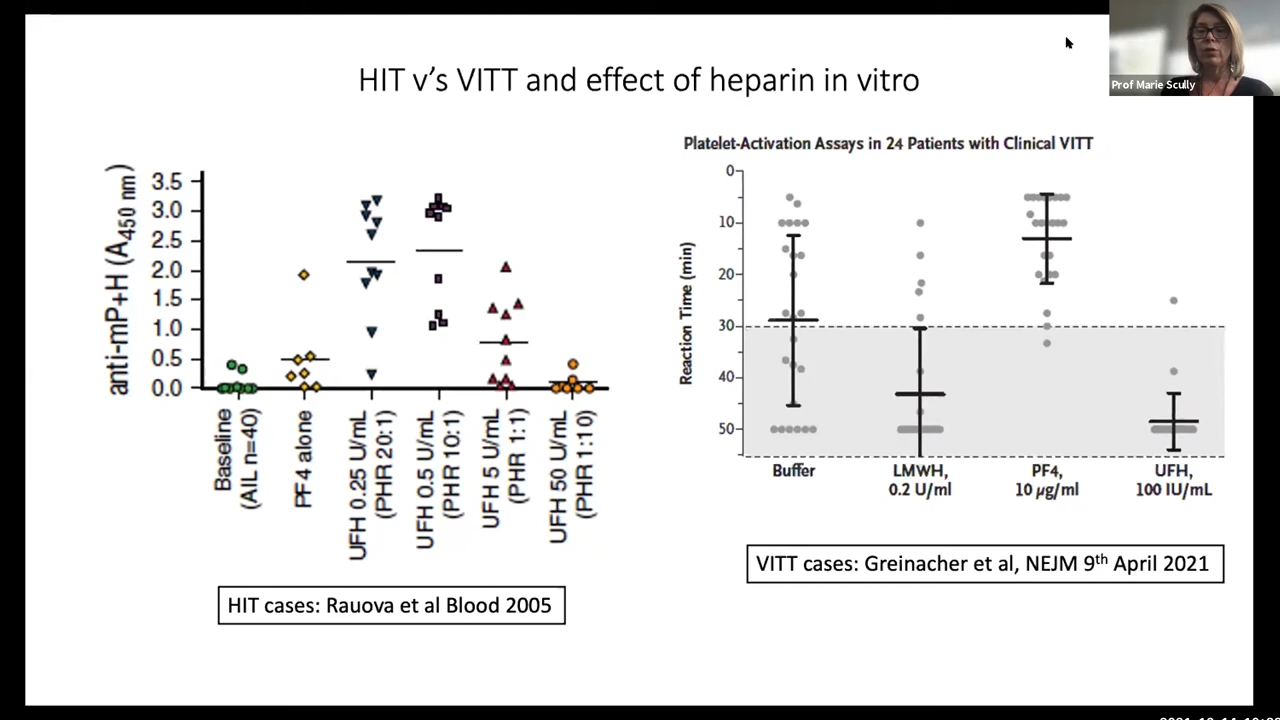 Prof Marie Scully
HIT v’s VITT and effect of heparin in vitro
anti-mP+H (A450 nm)
3.5
3.0
2.5
2.0
1.5
1.0
0.5
0.0
Baseline
(AIL n=40)
PF4 alone
UFH 0.25 U/mL
(PHR 20:1)
UFH 0.5 U/mL
(PHR 10:1)
UFH 5 U/mL
(PHR 1:1)
UFH 50 U/mL
(PHR 1:10)
HIT cases: Rauova et al Blood 2005
Platelet-Activation Assays in 24 Patients with Clinical VITT
Reaction Time (min)
0
10
20
30
40
50
Buffer
LMWH,
0.2 U/ml
PF4,
10 µg/ml
UFH,
100 IU/mL
VITT cases: Greinacher et al, NEJM 9th April 2021